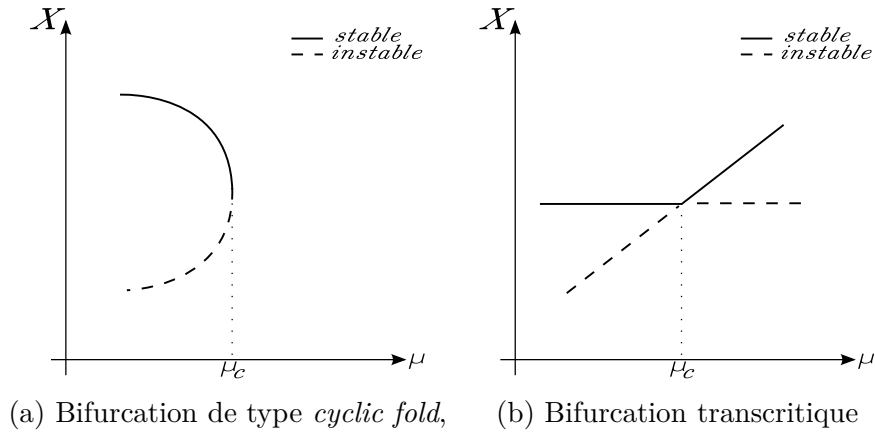 X
stable
instable
μ
μc
(a) Bifurcation de type cyclic fold,
X
stable
instable
μ
μc
(b) Bifurcation transcritique